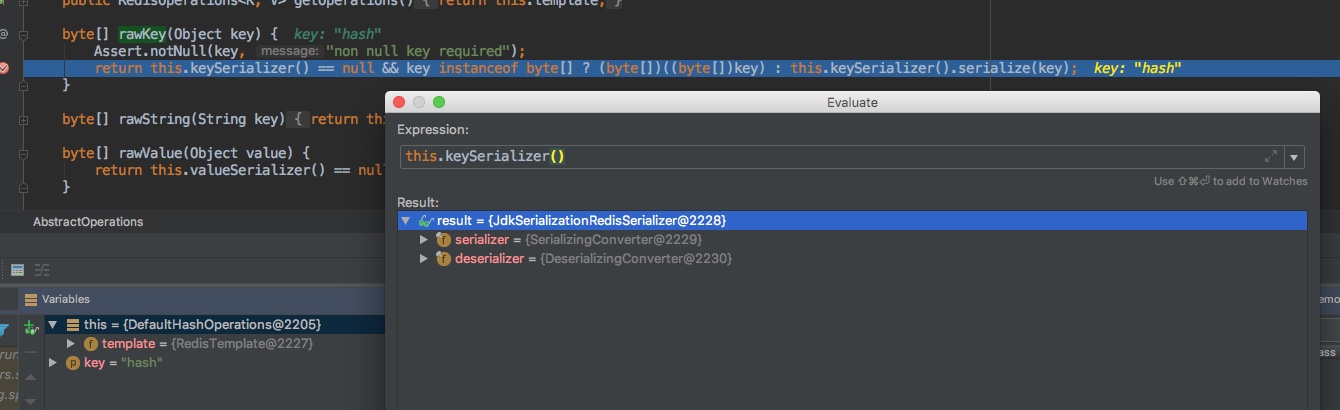 public RedisOperations<K, V> getOperations() { return this.template; }
byte[] rawKey(Object key) {  key: "hash"
Assert.notNull(key, message: "non null key required");
return this.keySerializer() == null && key instanceof byte[] ? (byte[])((byte[])key) : this.keySerializer().serialize(key);  key: "hash"
}
byte[] rawString(String key) { return thi
byte[] rawValue(Object value) {
return this.valueSerializer() == null
}
AbstractOperations
Variables
this = {DefaultHashOperations@2205}
template = {RedisTemplate@2227}
key = "hash"
Evaluate
Expression:
this.keySerializer()
Use ⇧⌘⏎ to add to Watches
Result:
result = {JdkSerializationRedisSerializer@2228}
serializer = {SerializingConverter@2229}
deserializer = {DeserializingConverter@2230}